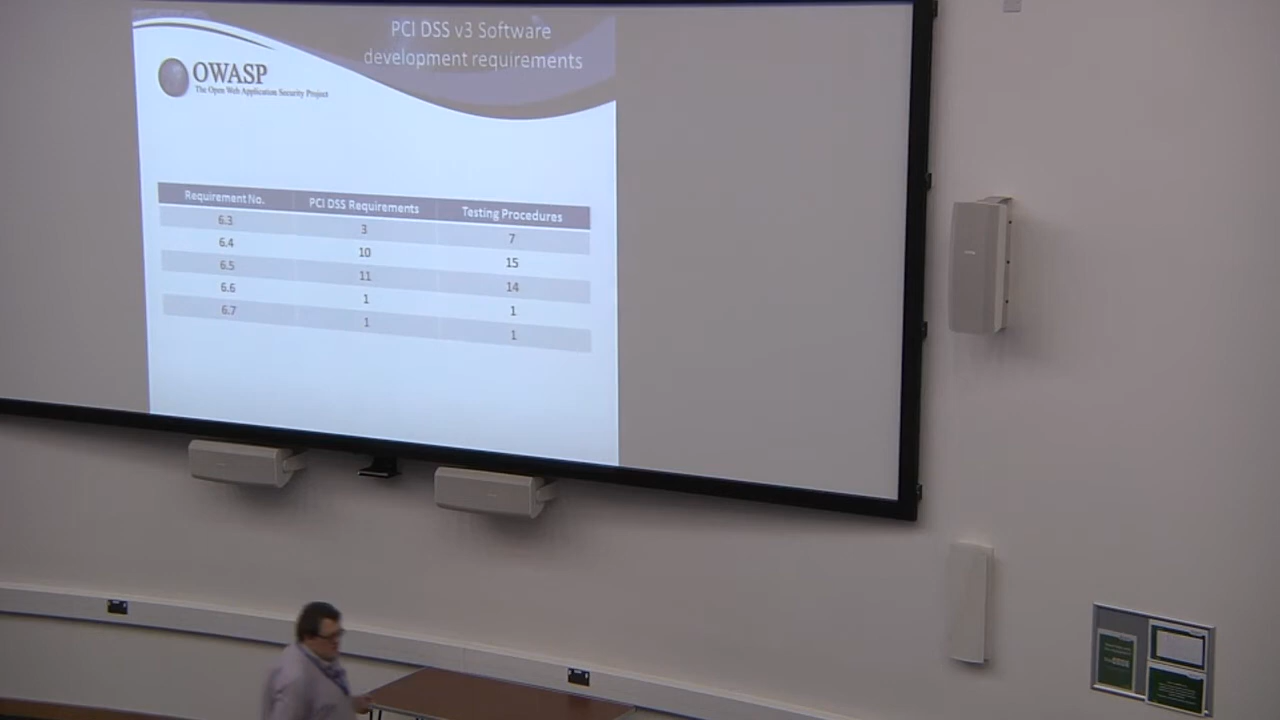 PCI DSS v3 Software
development requirements
OWASP
The Open Web Application Security Project
Requirement No. PCI DSS Requirements Testing Procedures
6.3 3 7
6.4 10 15
6.5 11 14
6.6 1 1
6.7 1 1